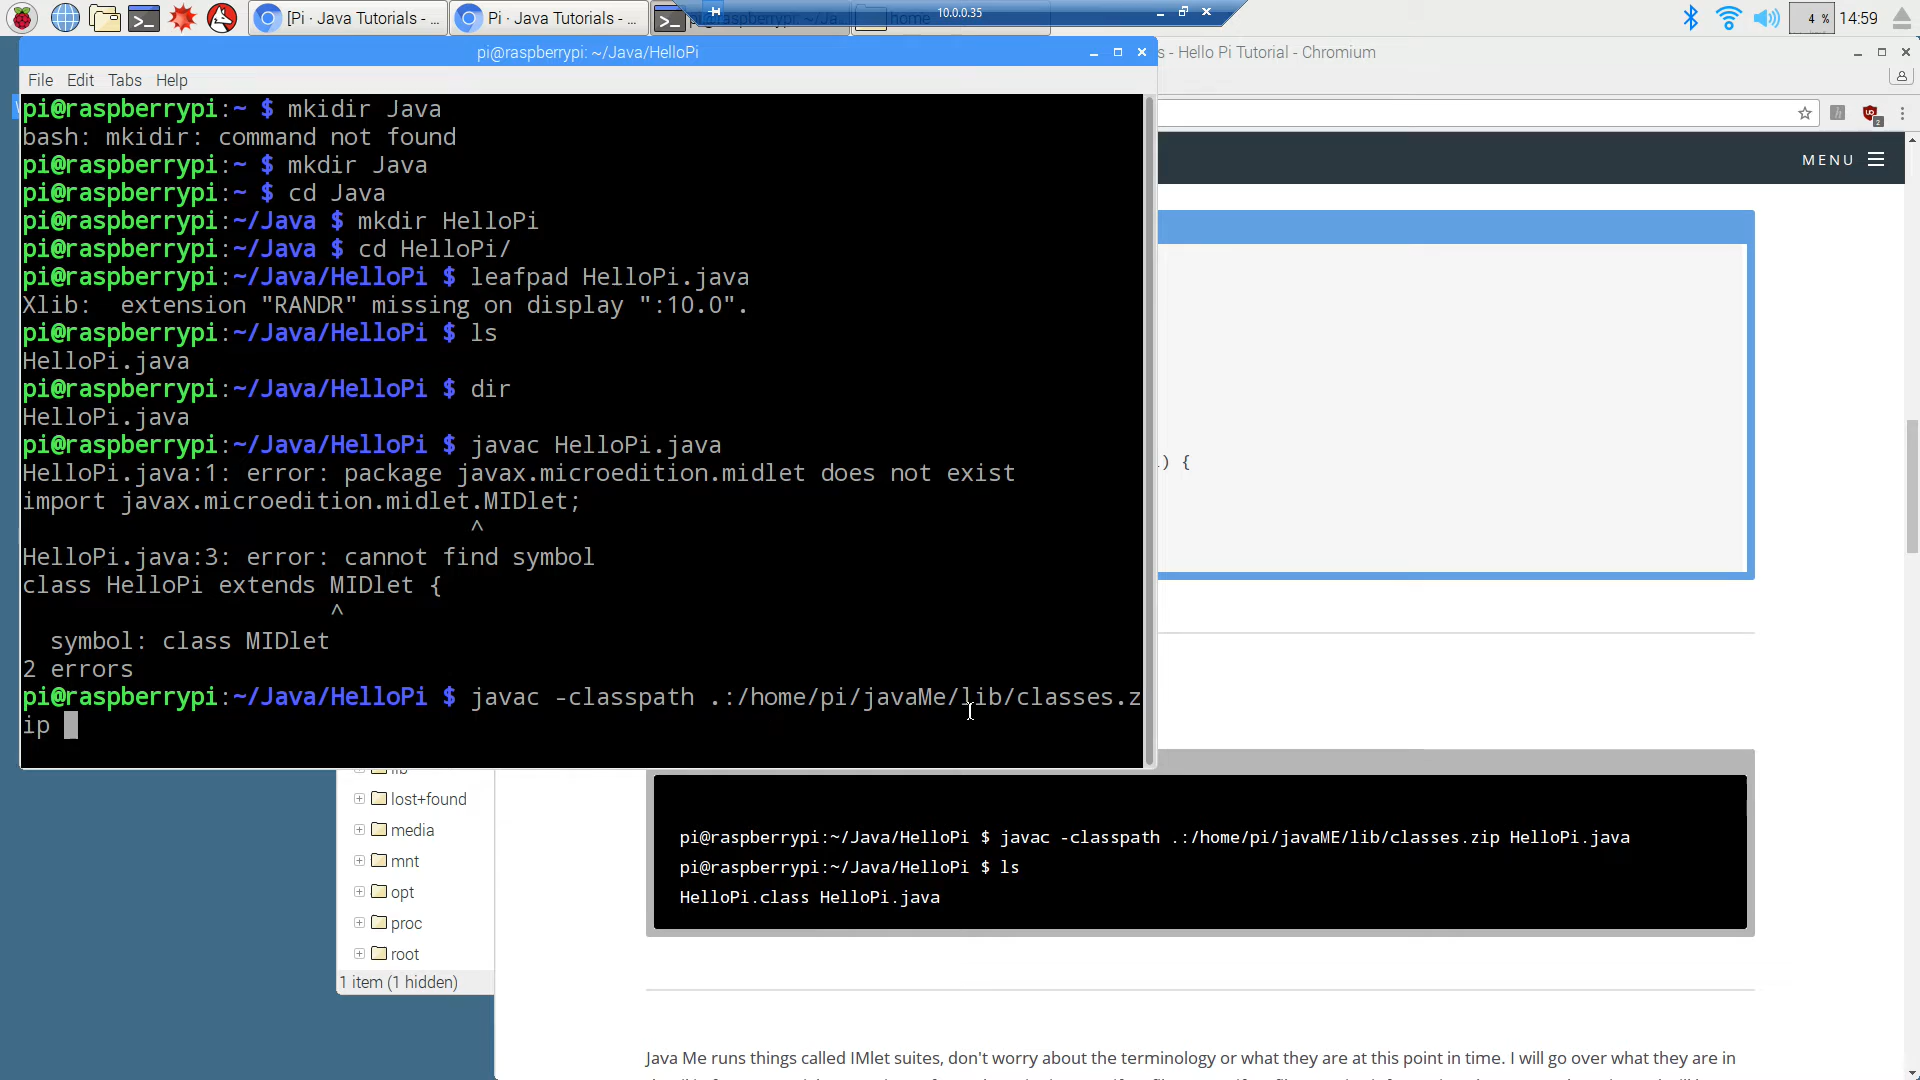 [Pi · Java Tutorials - ...
Pi · Java Tutorials - ...
home
10.0.0.35
4 %
14:59
pi@raspberrypi: ~/Java/HelloPi
- Hello Pi Tutorial - Chromium
File Edit Tabs Help
pi@raspberrypi:~ $ mkidir Java
bash: mkidir: command not found
pi@raspberrypi:~ $ mkdir Java
pi@raspberrypi:~ $ cd Java
pi@raspberrypi:~/Java $ mkdir HelloPi
pi@raspberrypi:~/Java $ cd HelloPi/
pi@raspberrypi:~/Java/HelloPi $ leafpad HelloPi.java
Xlib:  extension "RANDR" missing on display ":10.0".
pi@raspberrypi:~/Java/HelloPi $ ls
HelloPi.java
pi@raspberrypi:~/Java/HelloPi $ dir
HelloPi.java
pi@raspberrypi:~/Java/HelloPi $ javac HelloPi.java
HelloPi.java:1: error: package javax.microedition.midlet does not exist
import javax.microedition.midlet.MIDlet;
^
HelloPi.java:3: error: cannot find symbol
class HelloPi extends MIDlet {
^
symbol: class MIDlet
2 errors
pi@raspberrypi:~/Java/HelloPi $ javac -classpath .:/home/pi/javaMe/lib/classes.z
ip
MENU
) {
lib
lost+found
media
mnt
opt
proc
root
1 item (1 hidden)
pi@raspberrypi:~/Java/HelloPi $ javac -classpath .:/home/pi/javaME/lib/classes.zip HelloPi.java
pi@raspberrypi:~/Java/HelloPi $ ls
HelloPi.class HelloPi.java
Java Me runs things called IMlet suites, don't worry about the terminology or what they are at this point in time. I will go over what they are in